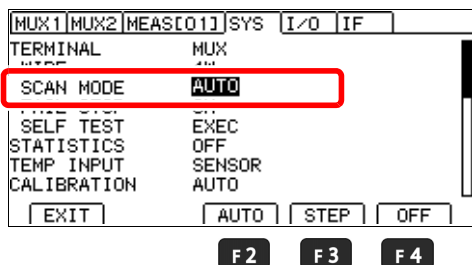 MUX1 MUX2 MEAS[01] SYS I/O IF
TERMINAL MUX
SCAN MODE AUTO
SELF TEST EXEC
STATISTICS OFF
TEMP INPUT SENSOR
CALIBRATION AUTO
EXIT AUTO STEP OFF
F2 F3 F4